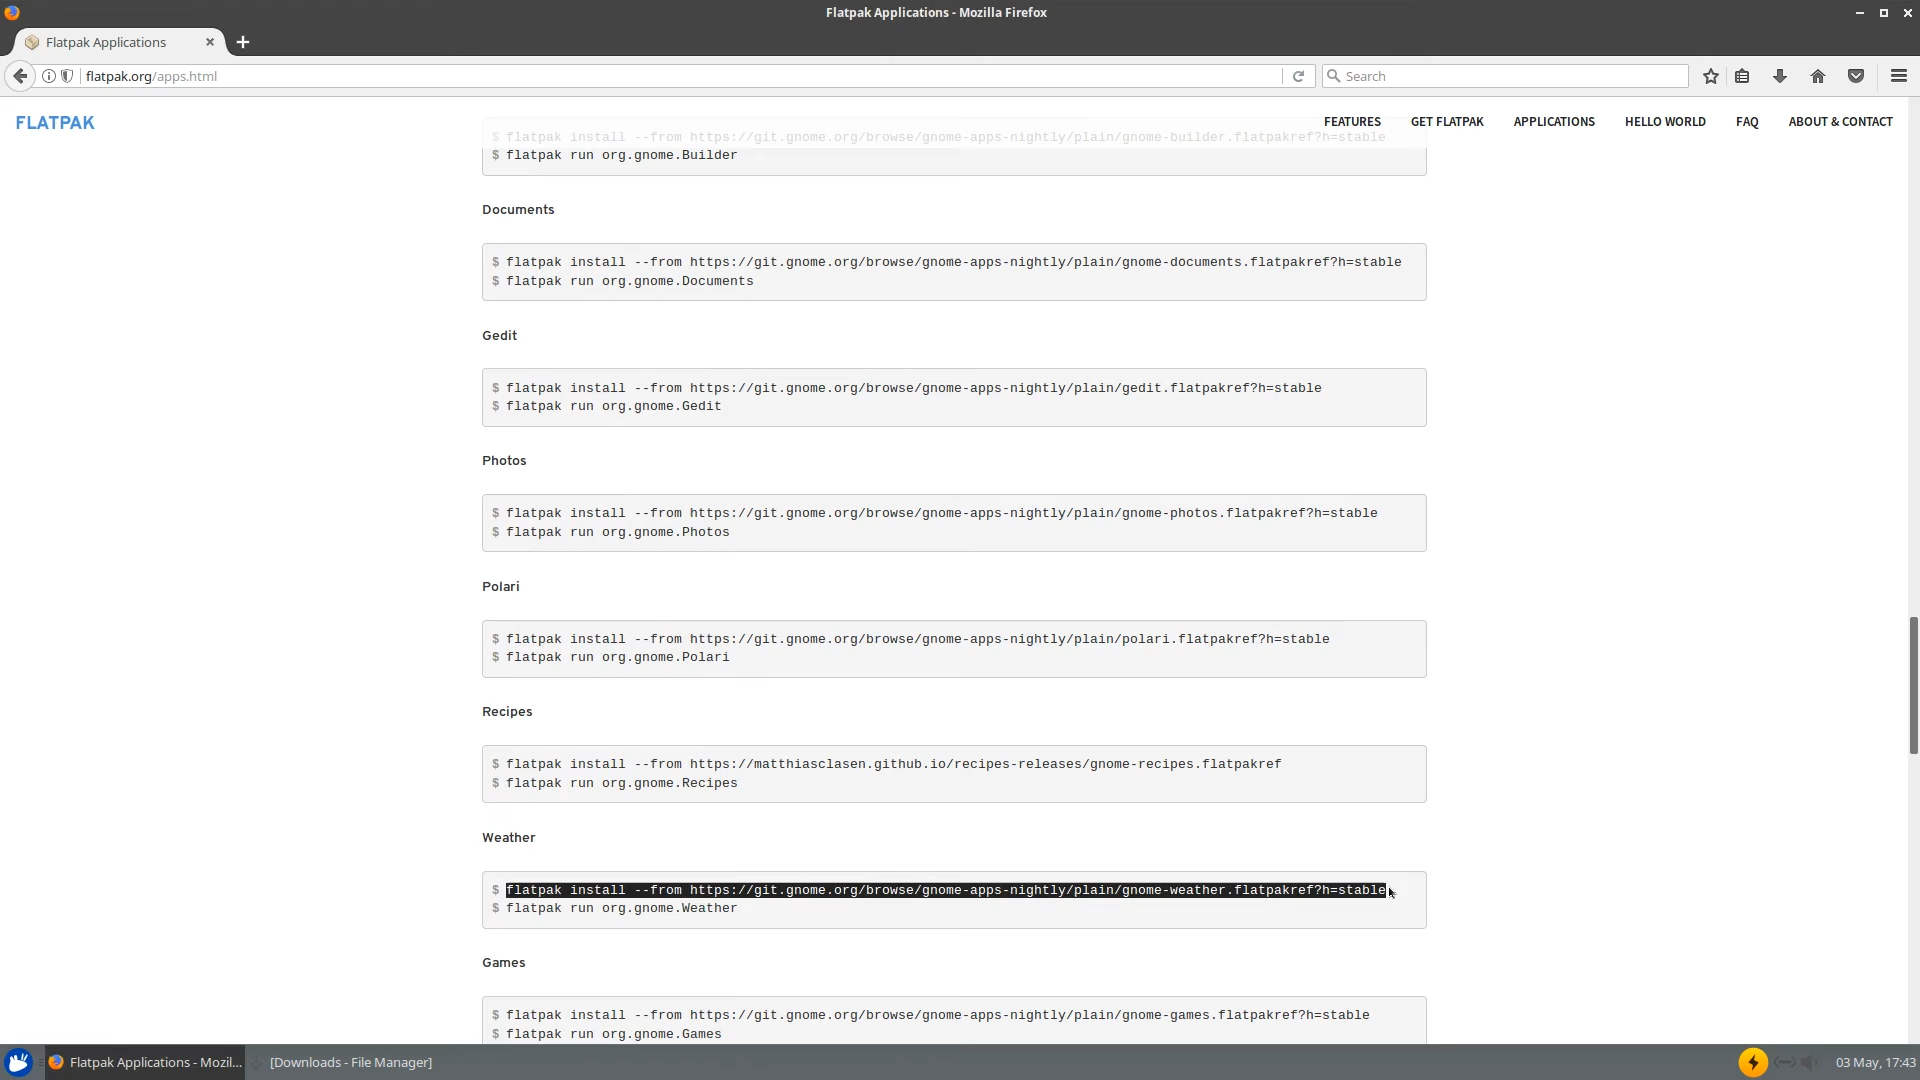 Flatpak Applications - Mozilla Firefox
Flatpak Applications
flatpak.org/apps.html
Search
FLATPAK
FEATURES
GET FLATPAK
APPLICATIONS
HELLO WORLD
FAQ
ABOUT & CONTACT
$ flatpak install --from https://git.gnome.org/browse/gnome-apps-nightly/plain/gnome-builder.flatpakref?h=stable
$ flatpak run org.gnome.Builder
Documents
$ flatpak install --from https://git.gnome.org/browse/gnome-apps-nightly/plain/gnome-documents.flatpakref?h=stable
$ flatpak run org.gnome.Documents
Gedit
$ flatpak install --from https://git.gnome.org/browse/gnome-apps-nightly/plain/gedit.flatpakref?h=stable
$ flatpak run org.gnome.Gedit
Photos
$ flatpak install --from https://git.gnome.org/browse/gnome-apps-nightly/plain/gnome-photos.flatpakref?h=stable
$ flatpak run org.gnome.Photos
Polari
$ flatpak install --from https://git.gnome.org/browse/gnome-apps-nightly/plain/polari.flatpakref?h=stable
$ flatpak run org.gnome.Polari
Recipes
$ flatpak install --from https://matthiasclasen.github.io/recipes-releases/gnome-recipes.flatpakref
$ flatpak run org.gnome.Recipes
Weather
$ flatpak install --from https://git.gnome.org/browse/gnome-apps-nightly/plain/gnome-weather.flatpakref?h=stable
$ flatpak run org.gnome.Weather
Games
$ flatpak install --from https://git.gnome.org/browse/gnome-apps-nightly/plain/gnome-games.flatpakref?h=stable
$ flatpak run org.gnome.Games
Flatpak Applications - Mozil...
[Downloads - File Manager]
03 May, 17:43